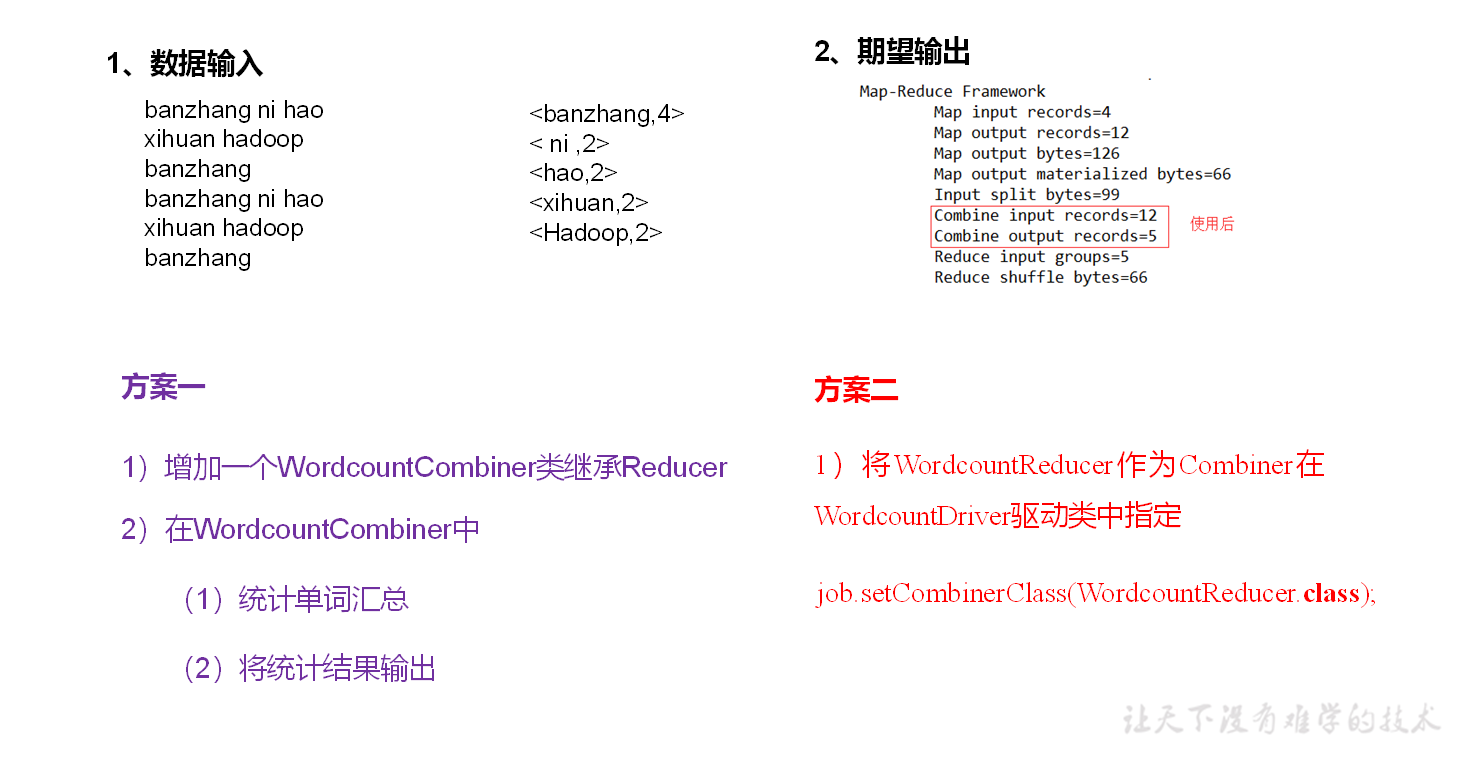 1、数据输入
banzhang ni hao
xihuan hadoop
banzhang
banzhang ni hao
xihuan hadoop
banzhang
<banzhang,4>
< ni ,2>
<hao,2>
<xihuan,2>
<Hadoop,2>
2、期望输出
Map-Reduce Framework
Map input records=4
Map output records=12
Map output bytes=126
Map output materialized bytes=66
Input split bytes=99
Combine input records=12
Combine output records=5
使用后
Reduce input groups=5
Reduce shuffle bytes=66
方案一
1）增加一个WordcountCombiner类继承Reducer
2）在WordcountCombiner中
（1）统计单词汇总
（2）将统计结果输出
方案二
1）将WordcountReducer作为Combiner在
WordcountDriver驱动类中指定
job.setCombinerClass(WordcountReducer.class);
让天下没有难学的技术